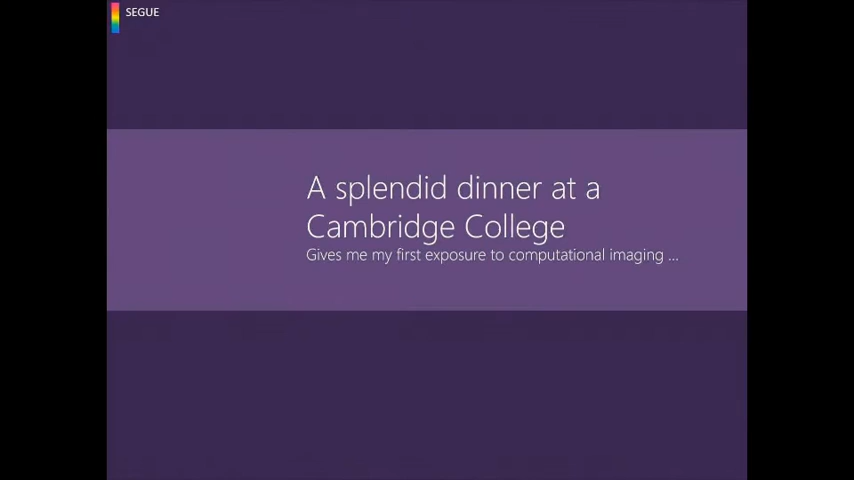 SEGUE
A splendid dinner at a
Cambridge College
Gives me my first exposure to computational imaging ...